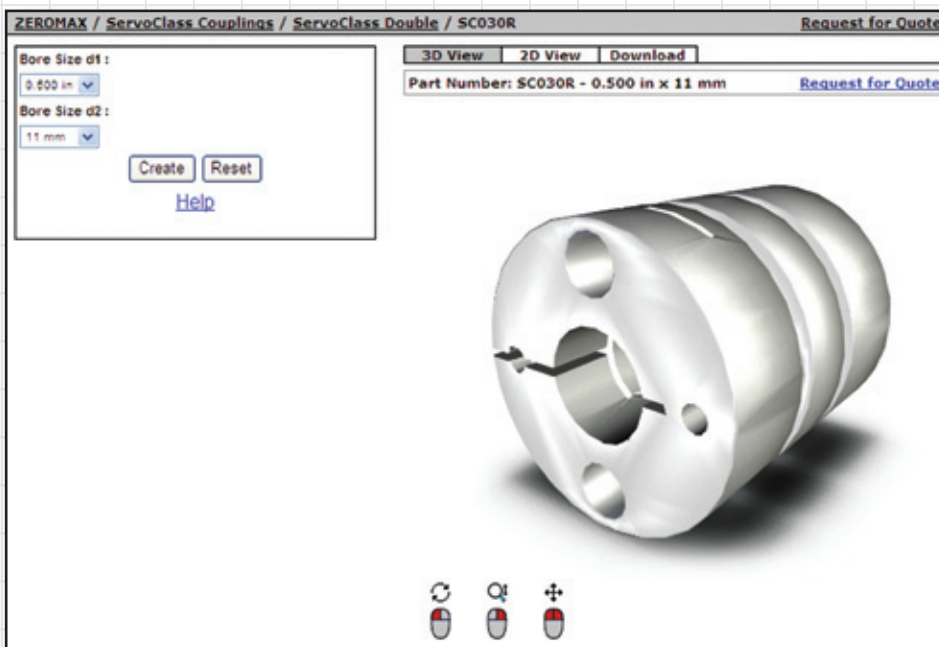 ZEROMAX / ServoClass Couplings / ServoClass Double / SC030R
Request for Quote
Bore Size d1 :
0.500 in
Bore Size d2 :
11 mm
Create
Reset
Help
3D View
2D View
Download
Part Number: SC030R - 0.500 in x 11 mm
Request for Quote